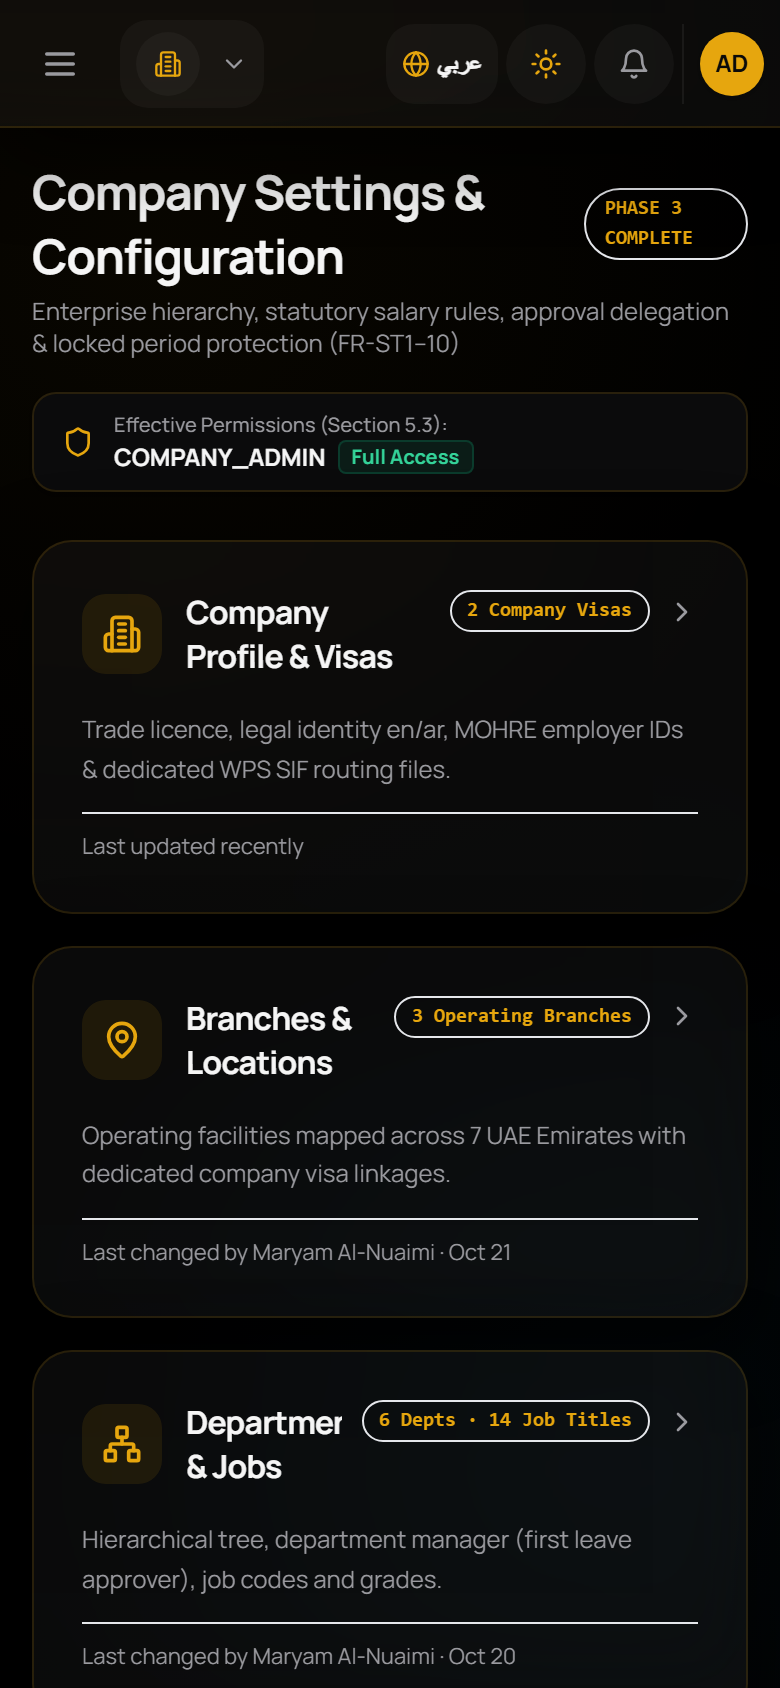 عربي
AD
Company Settings &
Configuration
PHASE 3
COMPLETE
Enterprise hierarchy, statutory salary rules, approval delegation
& locked period protection (FR-ST1–10)
Effective Permissions (Section 5.3):
COMPANY_ADMIN Full Access
Company
Profile & Visas
2 Company Visas
Trade licence, legal identity en/ar, MOHRE employer IDs
& dedicated WPS SIF routing files.
Last updated recently
Branches &
Locations
3 Operating Branches
Operating facilities mapped across 7 UAE Emirates with
dedicated company visa linkages.
Last changed by Maryam Al-Nuaimi · Oct 21
Departmer
& Jobs
6 Depts · 14 Job Titles
Hierarchical tree, department manager (first leave
approver), job codes and grades.
Last changed by Maryam Al-Nuaimi · Oct 20